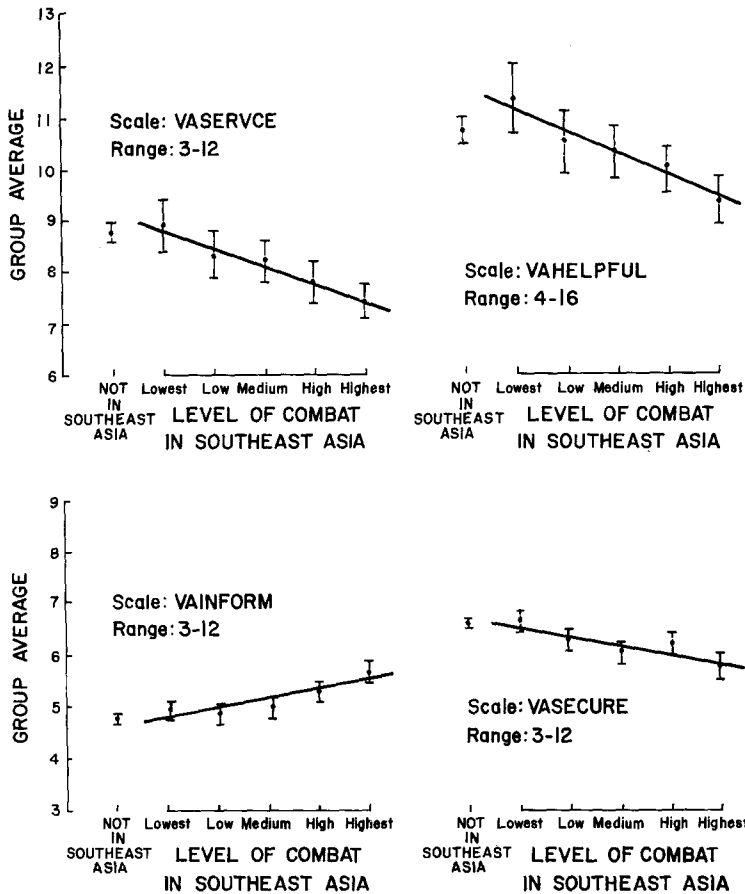 13
12
11
10
9
8
7
6
GROUP AVERAGE
Scale: VASERVCE
Range: 3-12
NOT IN SOUTHEAST ASIA
Lowest Low Medium High Highest
LEVEL OF COMBAT
IN SOUTHEAST ASIA
Scale: VAHELPFUL
Range: 4-16
NOT IN SOUTHEAST ASIA
Lowest Low Medium High Highest
LEVEL OF COMBAT
IN SOUTHEAST ASIA
9
8
7
6
5
4
3
GROUP AVERAGE
Scale: VAINFORM
Range: 3-12
NOT IN SOUTHEAST ASIA
Lowest Low Medium High Highest
LEVEL OF COMBAT
IN SOUTHEAST ASIA
Scale: VASECURE
Range: 3-12
NOT IN SOUTHEAST ASIA
Lowest Low Medium High Highest
LEVEL OF COMBAT
IN SOUTHEAST ASIA